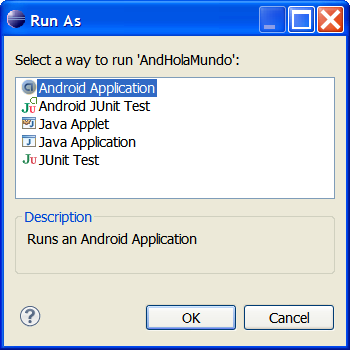 Run As
Select a way to run 'AndHolaMundo':
Android Application
Android JUnit Test
Java Applet
Java Application
JUnit Test
Description
Runs an Android Application
OK
Cancel